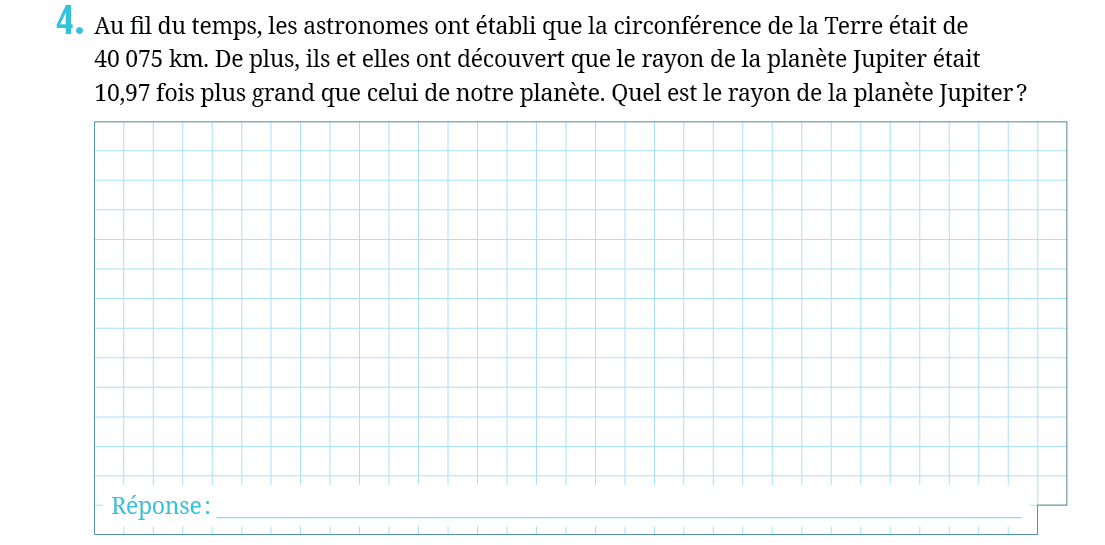 4. Au fil du temps, les astronomes ont établi que la circonférence de la Terre était de
40 075 km. De plus, ils et elles ont découvert que le rayon de la planète Jupiter était
10,97 fois plus grand que celui de notre planète. Quel est le rayon de la planète Jupiter ?
Réponse :